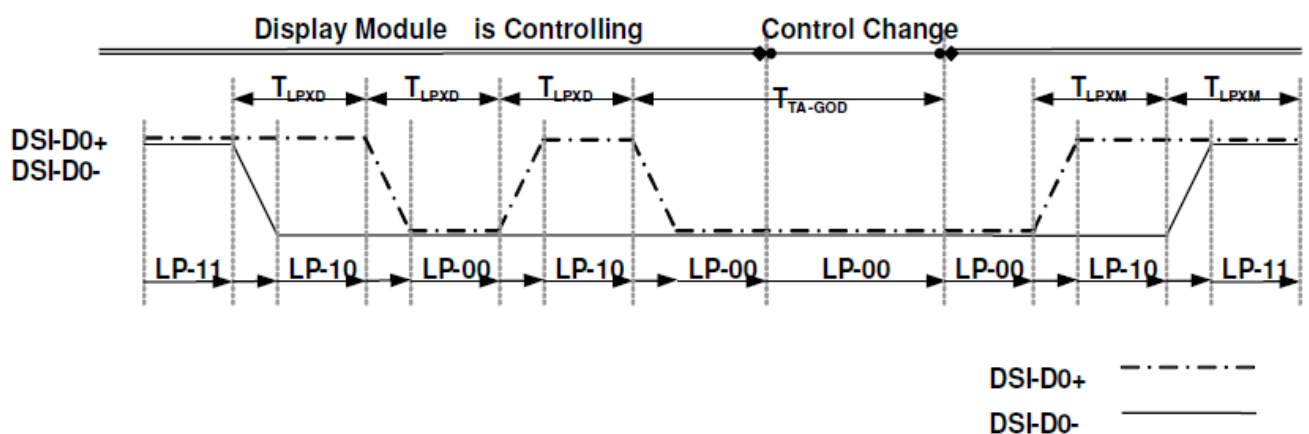 Display Module is Controlling Control Change
TLPXD TLPXD TLPXD TTA-GOD TLPXM TLPXM
DSI-D0+
DSI-D0-
LP-11 LP-10 LP-00 LP-10 LP-00 LP-00 LP-00 LP-10 LP-11
DSI-D0+
DSI-D0-